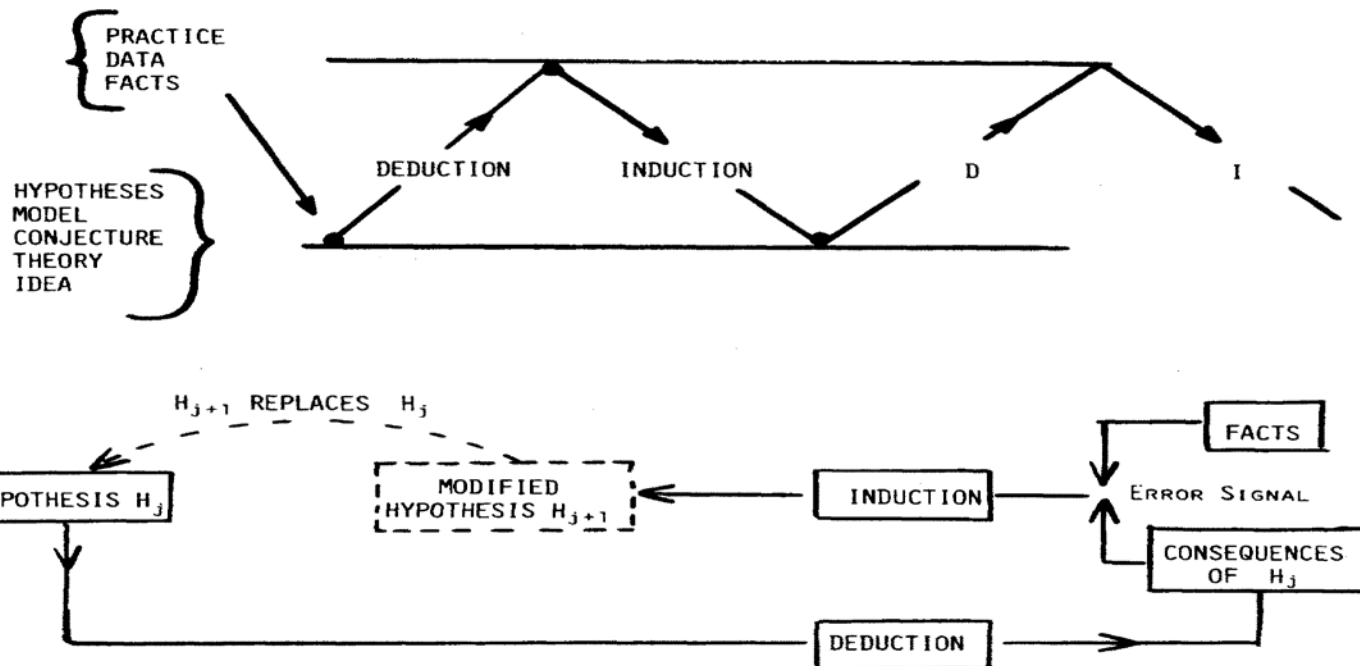 PRACTICE
DATA
FACTS
DEDUCTION
INDUCTION
D
I
HYPOTHESES
MODEL
CONJECTURE
THEORY
IDEA
Hj+1 REPLACES Hj
FACTS
POTHESIS Hj
MODIFIED
HYPOTHESIS Hj+1
INDUCTION
ERROR SIGNAL
CONSEQUENCES
OF Hj
DEDUCTION